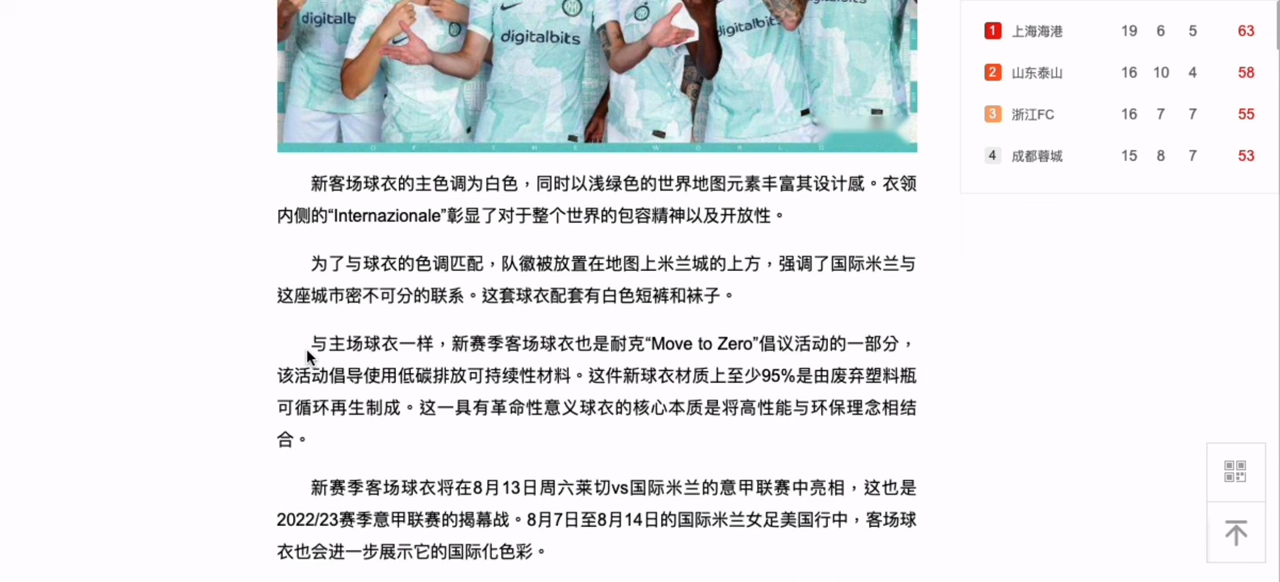 digitalb
digitalbits
digitalbits
O F T H E W O R L D
新客场球衣的主色调为白色，同时以浅绿色的世界地图元素丰富其设计感。衣领
内侧的“Internazionale”彰显了对于整个世界的包容精神以及开放性。
为了与球衣的色调匹配，队徽被放置在地图上米兰城的上方，强调了国际米兰与
这座城市密不可分的联系。这套球衣配套有白色短裤和袜子。
与主场球衣一样，新赛季客场球衣也是耐克“Move to Zero”倡议活动的一部分，
该活动倡导使用低碳排放可持续性材料。这件新球衣材质上至少95%是由废弃塑料瓶
可循环再生制成。这一具有革命性意义球衣的核心本质是将高性能与环保理念相结
合。
新赛季客场球衣将在8月13日周六莱切vs国际米兰的意甲联赛中亮相，这也是
2022/23赛季意甲联赛的揭幕战。8月7日至8月14日的国际米兰女足美国行中，客场球
衣也会进一步展示它的国际化色彩。
1 上海海港 19 6 5 63
2 山东泰山 16 10 4 58
3 浙江FC 16 7 7 55
4 成都蓉城 15 8 7 53